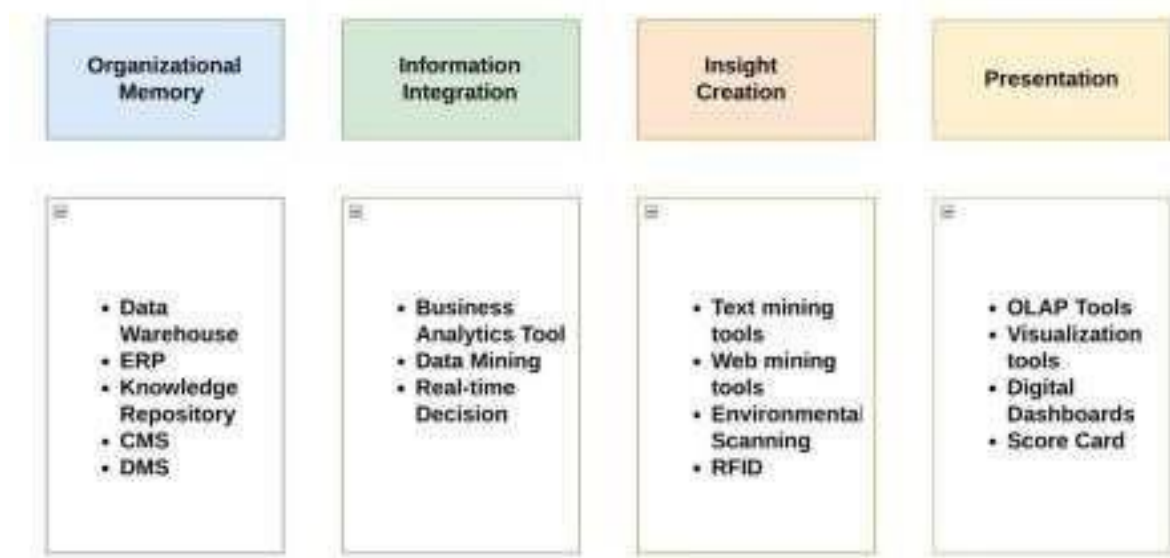 Organizational
Memory
Information
Integration
Insight
Creation
Presentation
• Data
Warehouse
• ERP
• Knowledge
Repository
• CMS
• DMS
• Business
Analytics Tool
• Data Mining
• Real-time
Decision
• Text mining
tools
• Web mining
tools
• Environmental
Scanning
• RFID
• OLAP Tools
• Visualization
tools
• Digital
Dashboards
• Score Card